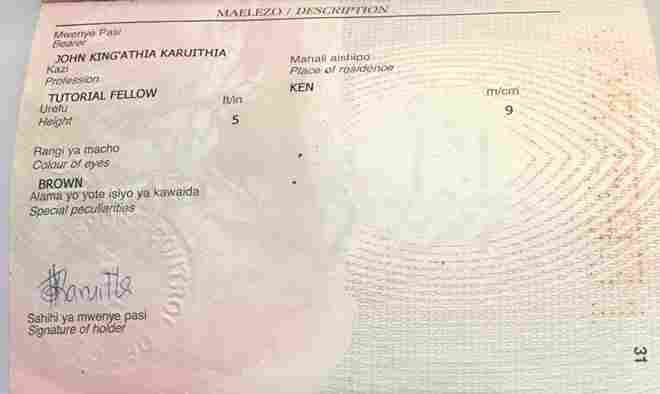 MAELEZO / DESCRIPTION
Mwenye Pasi
Bearer
JOHN KING'ATHIA KARUITHIA
Kazi
Profession
Mahali aishipo
Place of residence
TUTORIAL FELLOW
KEN
Urefu
Height
ft/in
5
m/cm
9
Rangi ya macho
Colour of eyes
BROWN
Alama yo yote isiyo ya kawaida
Special peculiarities
Sahihi ya mwenye pasi
Signature of holder
31